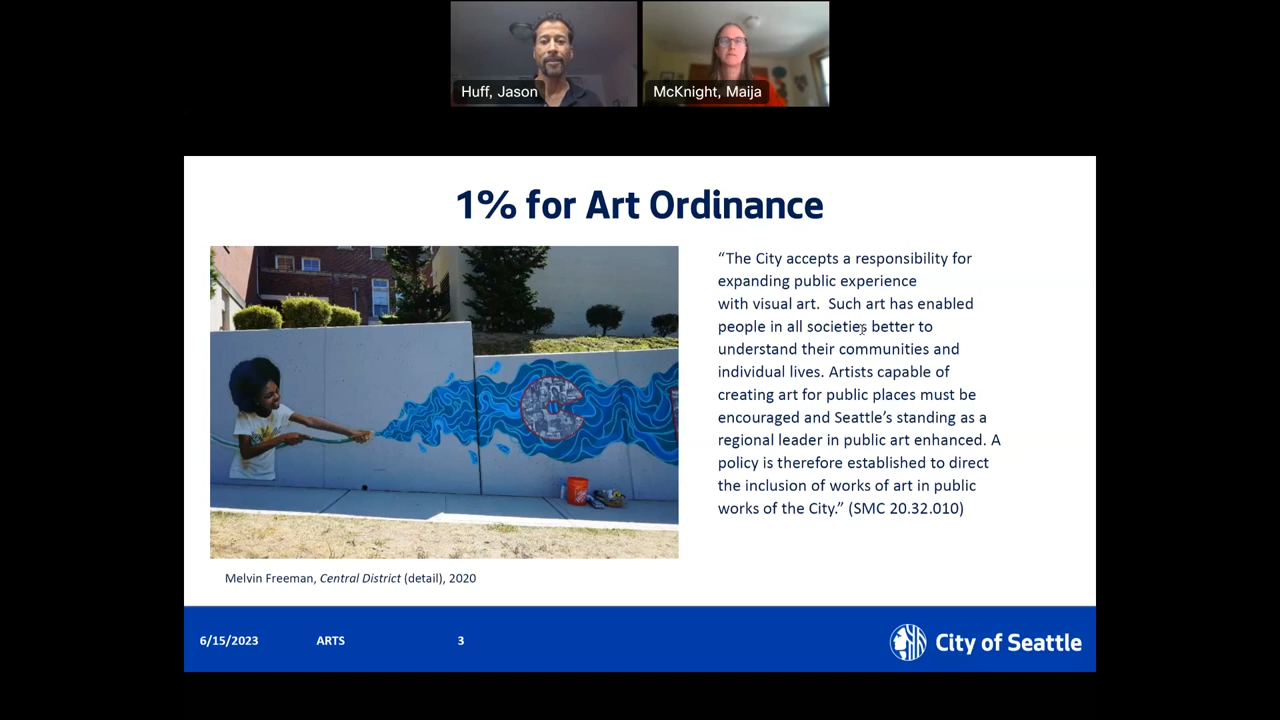 Huff, Jason
McKnight, Maija
1% for Art Ordinance
“The City accepts a responsibility for
expanding public experience
with visual art.  Such art has enabled
people in all societies better to
understand their communities and
individual lives. Artists capable of
creating art for public places must be
encouraged and Seattle’s standing as a
regional leader in public art enhanced. A
policy is therefore established to direct
the inclusion of works of art in public
works of the City.” (SMC 20.32.010)
C
Melvin Freeman, Central District (detail), 2020
6/15/2023
ARTS
3
City of Seattle